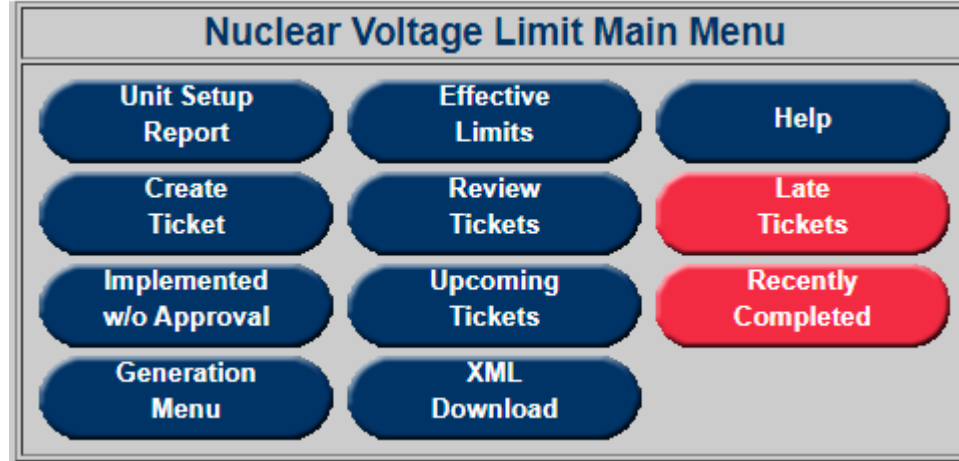 Nuclear Voltage Limit Main Menu
Unit Setup
Report
Effective
Limits
Help
Create
Ticket
Review
Tickets
Late
Tickets
Implemented
w/o Approval
Upcoming
Tickets
Recently
Completed
Generation
Menu
XML
Download